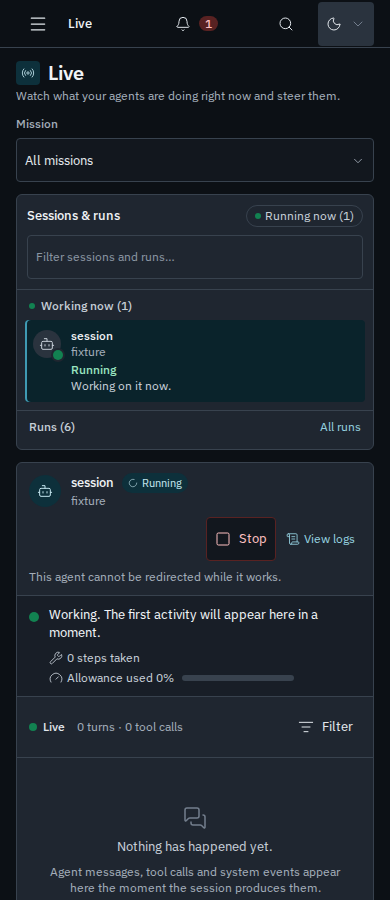 Live
1
Live
Watch what your agents are doing right now and steer them.
Mission
All missions
Sessions & runs
Running now (1)
Filter sessions and runs...
Working now (1)
session
fixture
Running
Working on it now.
Runs (6)
All runs
session
Running
fixture
Stop
View logs
This agent cannot be redirected while it works.
Working. The first activity will appear here in a
moment.
0 steps taken
Allowance used 0%
Live
0 turns · 0 tool calls
Filter
Nothing has happened yet.
Agent messages, tool calls and system events appear
here the moment the session produces them.